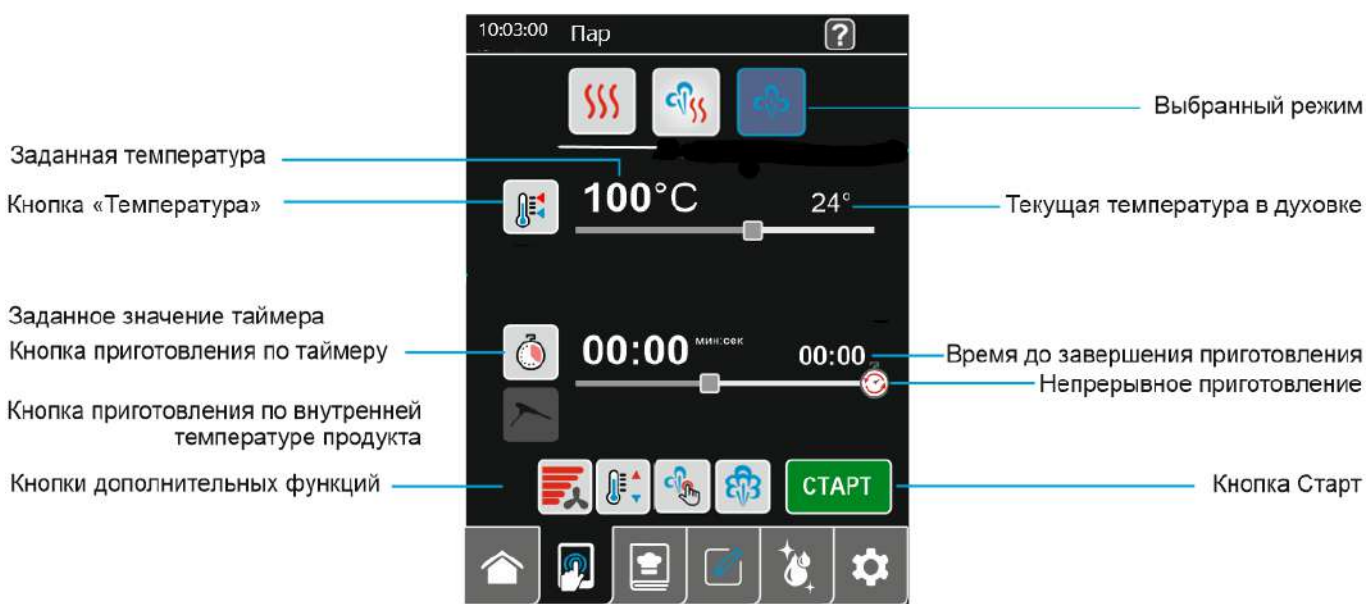 10:03:00 Пар ?
Выбранный режим
Заданная температура
Кнопка «Температура»
100°C
24°
Текущая температура в духовке
Заданное значение таймера
Кнопка приготовления по таймеру
00:00 мин:сек
00:00
Время до завершения приготовления
Непрерывное приготовление
Кнопка приготовления по внутренней
температуре продукта
Кнопки дополнительных функций
СТАРТ
Кнопка Старт